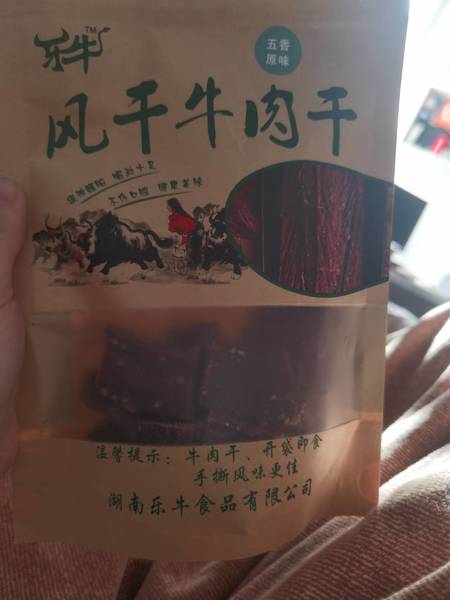 乐牛™
五香
原味
风干牛肉干
温馨提示：牛肉干、开袋即食
手撕风味更佳
湖南乐牛食品有限公司